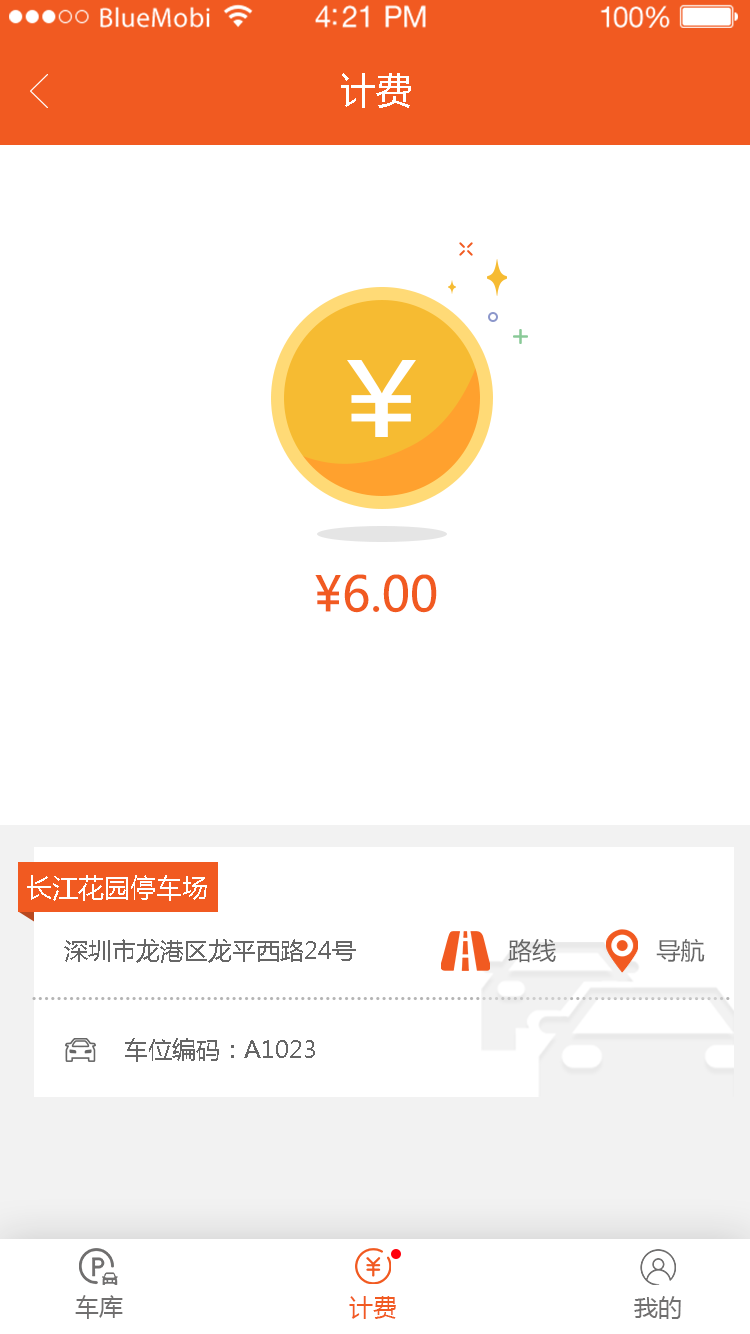 BlueMobi 4:21 PM 100%
计费
¥
¥6.00
长江花园停车场
深圳市龙港区龙平西路24号 路线 导航
车位编码：A1023
P ¥
车库 计费 我的